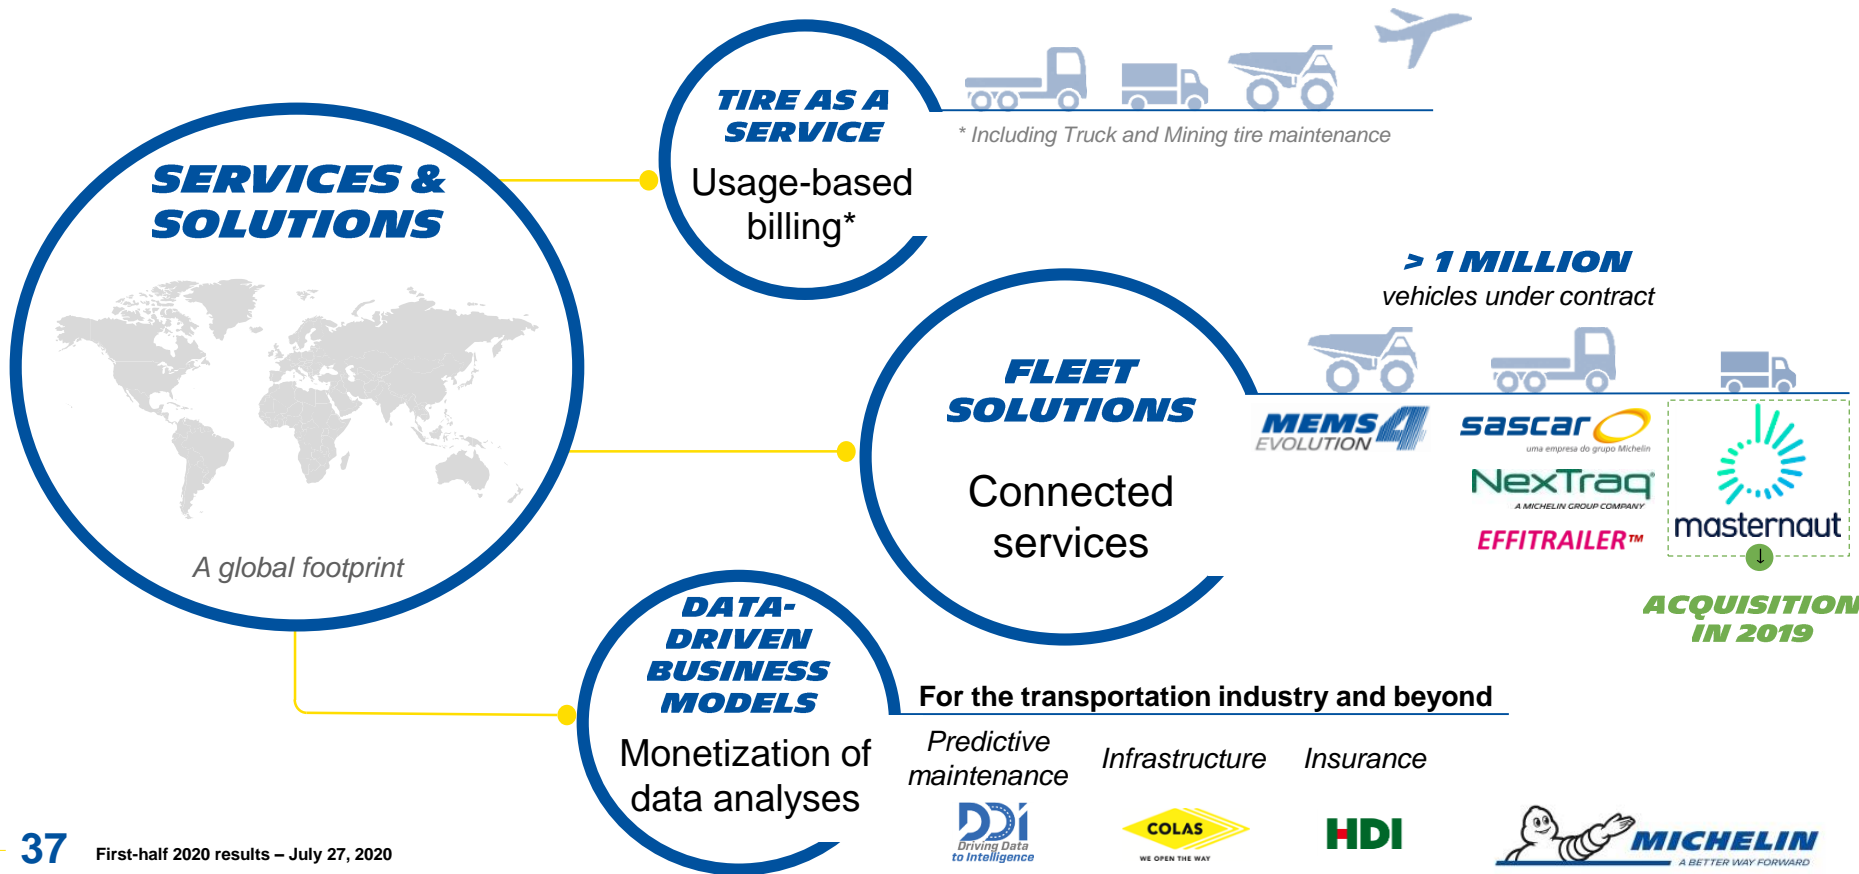 SERVICES &
SOLUTIONS
A global footprint
TIRE AS A
SERVICE
Usage-based
billing*
* Including Truck and Mining tire maintenance
> 1 MILLION
vehicles under contract
FLEET
SOLUTIONS
Connected
services
MEMS4
EVOLUTION
sascar
uma empresa do grupo Michelin
NexTraq®
A MICHELIN GROUP COMPANY
EFFITRAILER™
masternaut
↓
ACQUISITION
IN 2019
DATA-
DRIVEN
BUSINESS
MODELS
Monetization of
data analyses
For the transportation industry and beyond
Predictive
maintenance
Infrastructure
Insurance
DDi
Driving Data
to Intelligence
COLAS
WE OPEN THE WAY
HDI
37
First-half 2020 results – July 27, 2020
MICHELIN
A BETTER WAY FORWARD